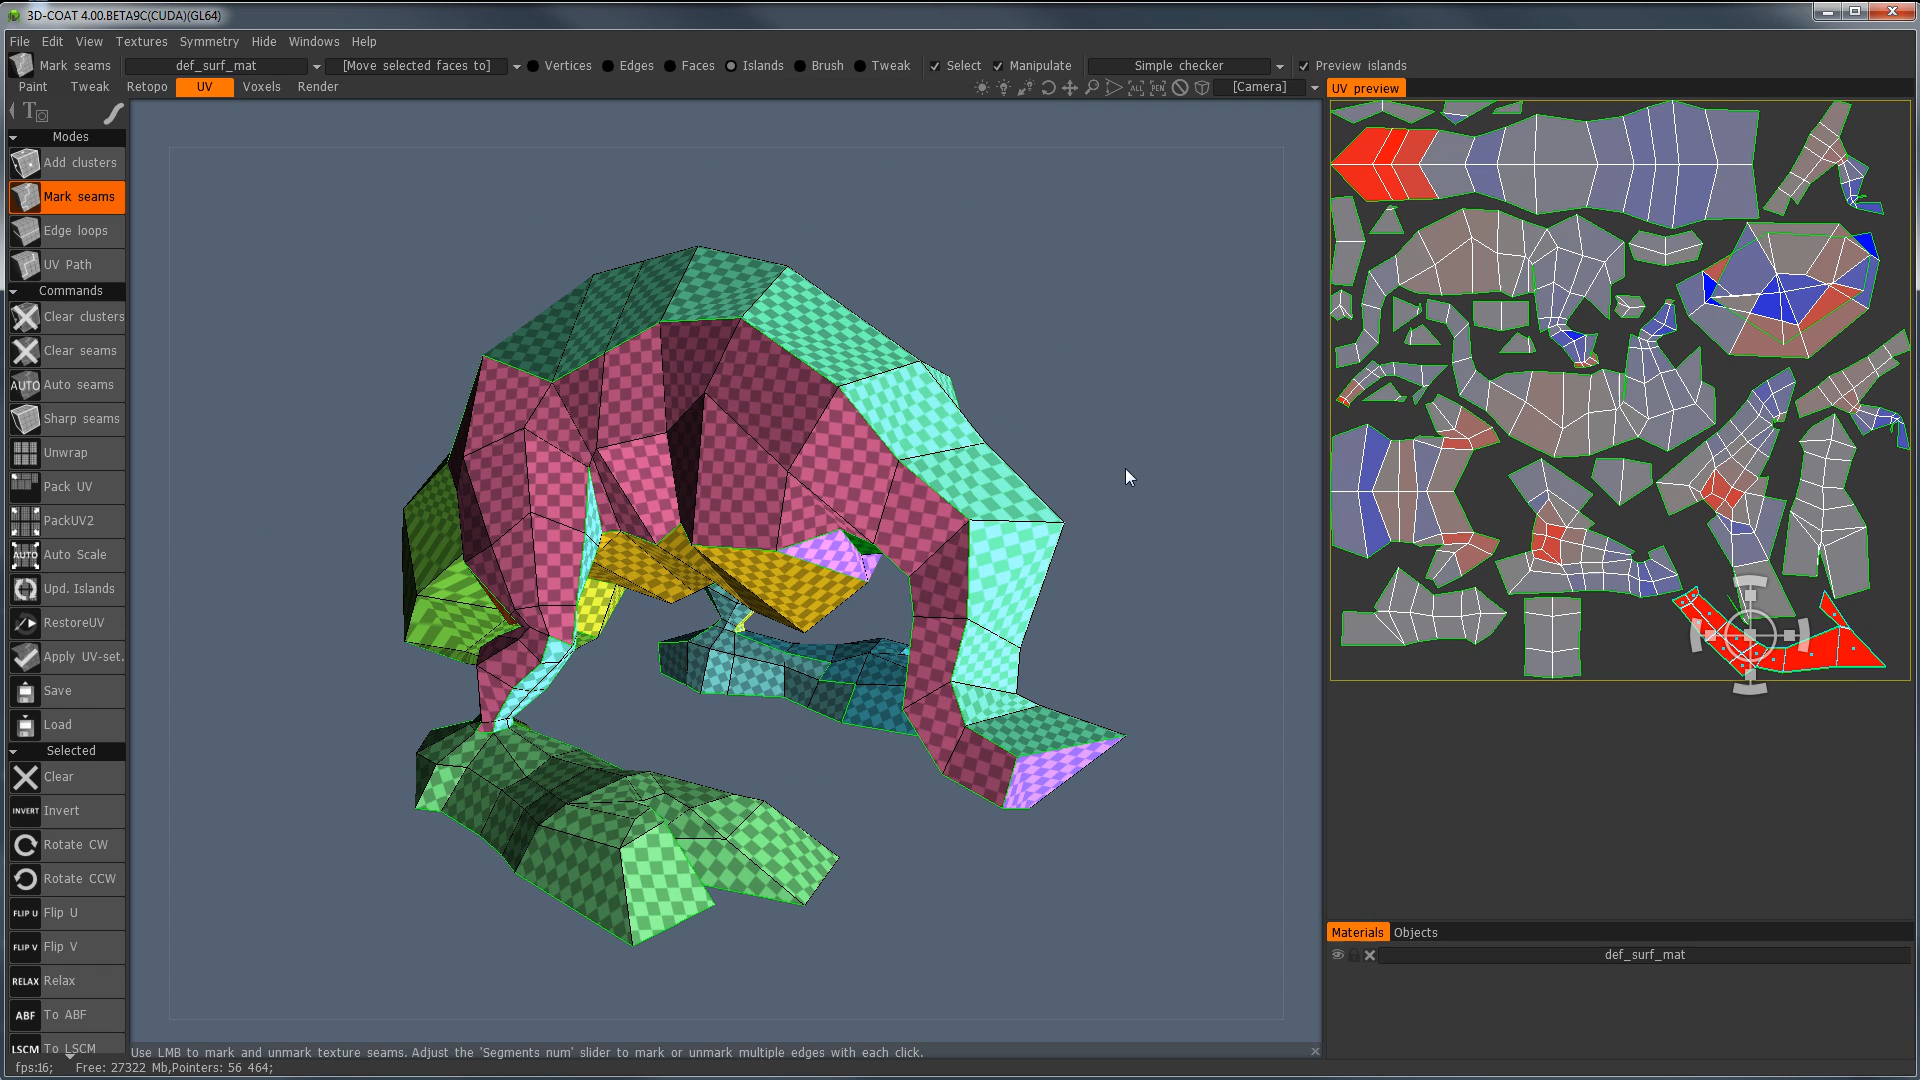 3D-COAT 4.00.BETA9C(CUDA)(GL64)
File Edit View Textures Symmetry Hide Windows Help
Mark seams def_surf_mat [Move selected faces to] Vertices Edges Faces Islands Brush Tweak Select Manipulate Simple checker Preview islands
Paint Tweak Retopo UV Voxels Render ALL PEN [Camera] UV preview
Modes
Add clusters
Mark seams
Edge loops
UV Path
Commands
Clear clusters
Clear seams
AUTO Auto seams
Sharp seams
Unwrap
Pack UV
PackUV2
AUTO Auto Scale
Upd. Islands
RestoreUV
Apply UV-set.
Save
Load
Selected
Clear
INVERT Invert
Rotate CW
Rotate CCW
FLIP U Flip U
Materials Objects
FLIP V Flip V
def_surf_mat
RELAX Relax
ABF To ABF
LSCM To LSCM
Use LMB to mark and unmark texture seams. Adjust the 'Segments num' slider to mark or unmark multiple edges with each click.
fps:16; Free: 27322 Mb,Pointers: 56 464;